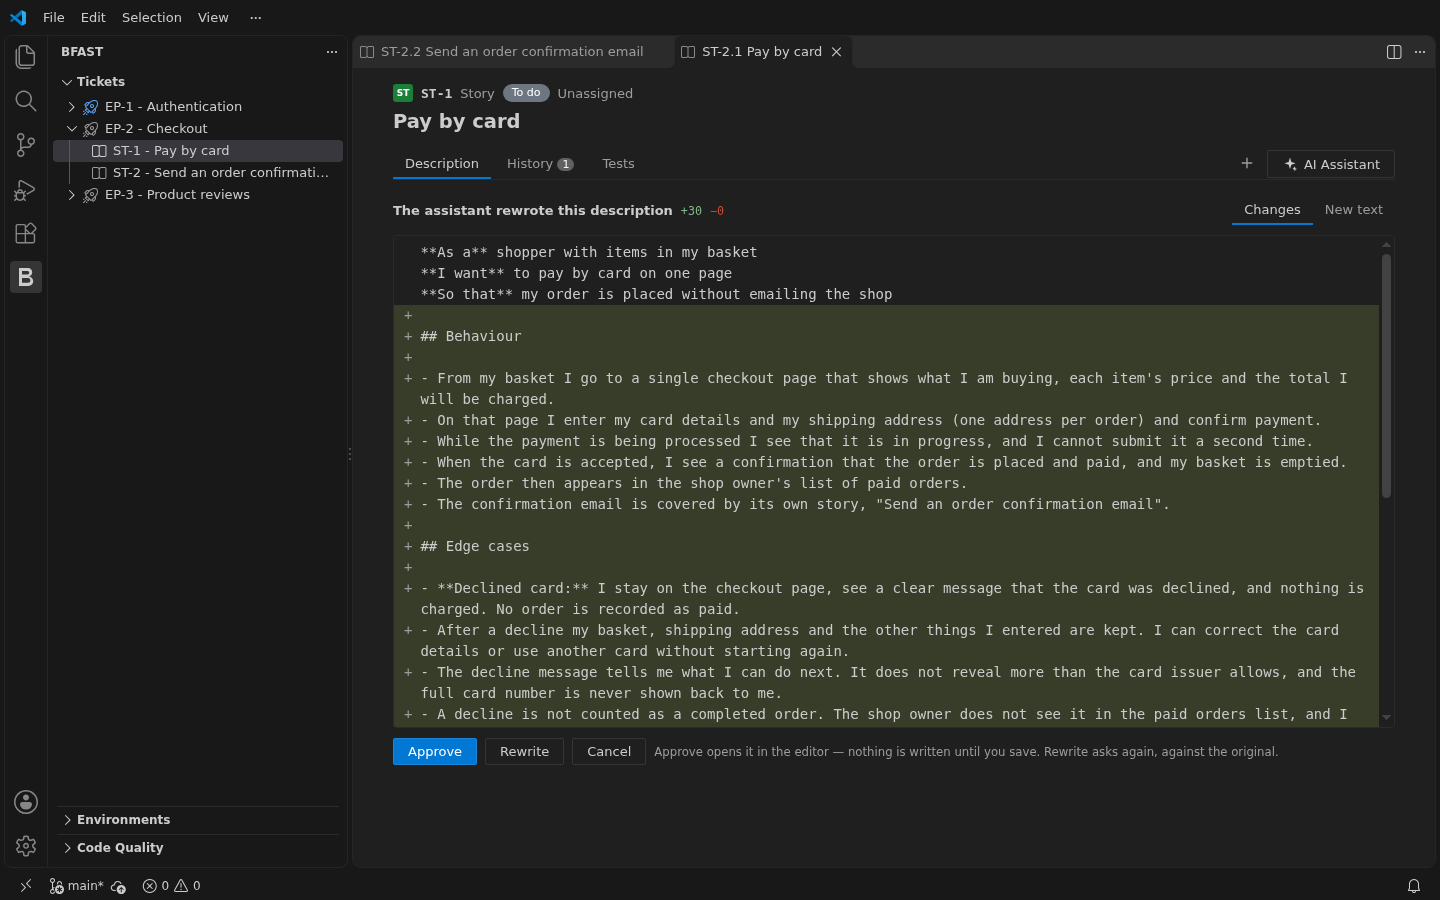 File Edit Selection View ···
BFAST ···
Tickets
EP-1 - Authentication
EP-2 - Checkout
ST-1 - Pay by card
ST-2 - Send an order confirmati...
EP-3 - Product reviews
Environments
Code Quality
ST-2.2 Send an order confirmation email
ST-2.1 Pay by card
ST ST-1 Story To do Unassigned
Pay by card
Description History 1 Tests
+ AI Assistant
The assistant rewrote this description +30 −0
Changes New text
**As a** shopper with items in my basket
**I want** to pay by card on one page
**So that** my order is placed without emailing the shop
+
+ ## Behaviour
+
+ - From my basket I go to a single checkout page that shows what I am buying, each item's price and the total I
will be charged.
+ - On that page I enter my card details and my shipping address (one address per order) and confirm payment.
+ - While the payment is being processed I see that it is in progress, and I cannot submit it a second time.
+ - When the card is accepted, I see a confirmation that the order is placed and paid, and my basket is emptied.
+ - The order then appears in the shop owner's list of paid orders.
+ - The confirmation email is covered by its own story, "Send an order confirmation email".
+
+ ## Edge cases
+
+ - **Declined card:** I stay on the checkout page, see a clear message that the card was declined, and nothing is
charged. No order is recorded as paid.
+ - After a decline my basket, shipping address and the other things I entered are kept. I can correct the card
details or use another card without starting again.
+ - The decline message tells me what I can do next. It does not reveal more than the card issuer allows, and the
full card number is never shown back to me.
+ - A decline is not counted as a completed order. The shop owner does not see it in the paid orders list, and I
Approve Rewrite Cancel Approve opens it in the editor — nothing is written until you save. Rewrite asks again, against the original.
main* 0 0